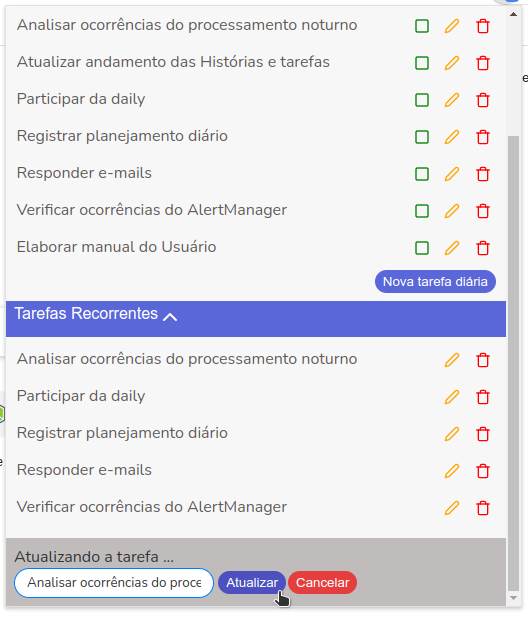 Analisar ocorrências do processamento noturno
Atualizar andamento das Histórias e tarefas
Participar da daily
Registrar planejamento diário
Responder e-mails
Verificar ocorrências do AlertManager
Elaborar manual do Usuário
Nova tarefa diária
Tarefas Recorrentes
Analisar ocorrências do processamento noturno
Participar da daily
Registrar planejamento diário
Responder e-mails
Verificar ocorrências do AlertManager
Atualizando a tarefa ...
Analisar ocorrências do proce Atualizar Cancelar